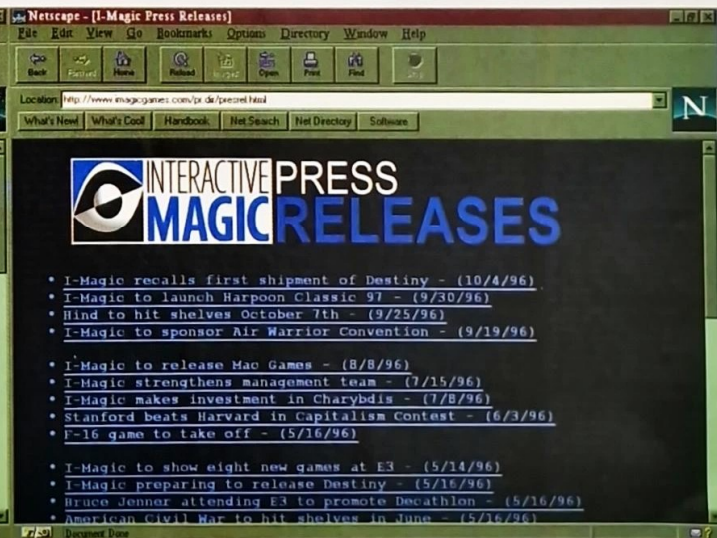 Netscape - [I-Magic Press Releases]
File Edit View Go Bookmarks Options Directory Window Help
Back Forward Home Reload Images Open Print Find Stop
Location: http://www.imagicgames.com/pr.dir/presrel.html
N
What's New! What's Cool! Handbook Net Search Net Directory Software
INTERACTIVE MAGIC
PRESS RELEASES
• I-Magic recalls first shipment of Destiny - (10/4/96)
• I-Magic to launch Harpoon Classic 97 - (9/30/96)
• Hind to hit shelves October 7th - (9/25/96)
• I-Magic to sponsor Air Warrior Convention - (9/19/96)
• I-Magic to release Mac Games - (8/8/96)
• I-Magic strengthens management team - (7/15/96)
• I-Magic makes investment in Charybdis - (7/8/96)
• Stanford beats Harvard in Capitalism Contest - (6/3/96)
• F-16 game to take off - (5/16/96)
• I-Magic to show eight new games at E3 - (5/14/96)
• I-Magic preparing to release Destiny - (5/16/96)
• Bruce Jenner attending E3 to promote Decathlon - (5/16/96)
• American Civil War to hit shelves in June - (5/16/96)
Document Done